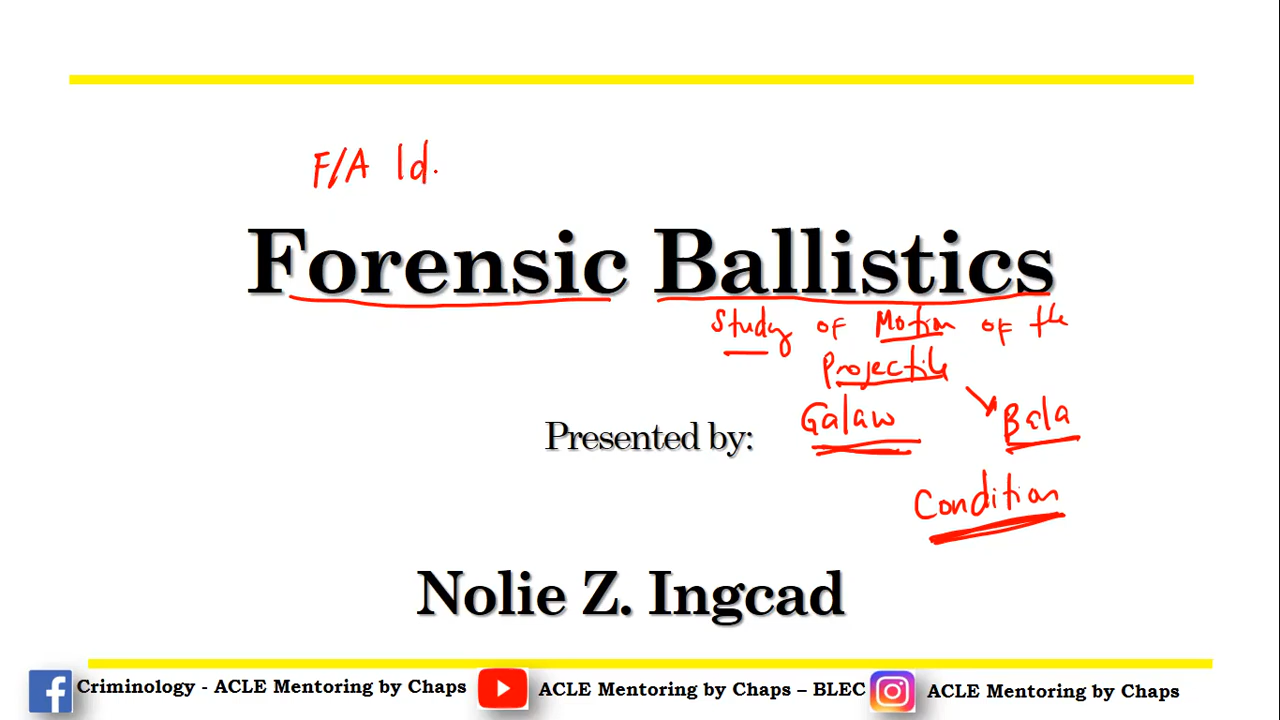 F/A Id.
Forensic Ballistics
Study of Motion of the
Projectile
Galaw
Bala
Presented by:
Condition
Nolie Z. Ingcad
Criminology - ACLE Mentoring by Chaps
ACLE Mentoring by Chaps – BLEC
ACLE Mentoring by Chaps